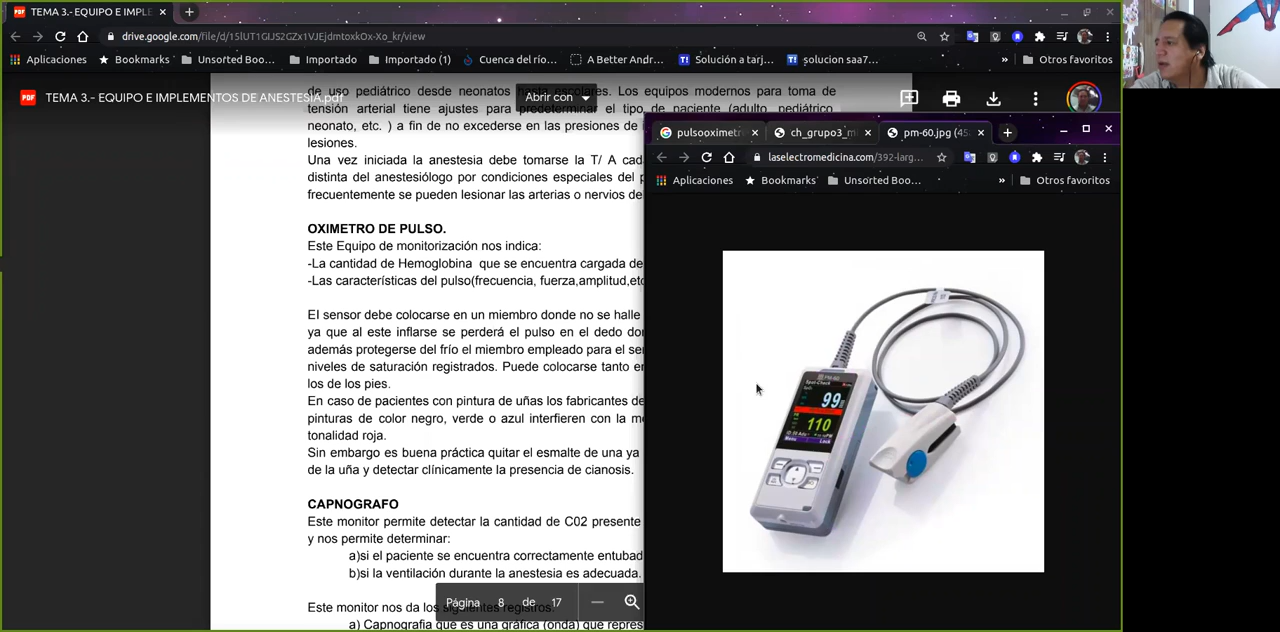 TEMA 3.- EQUIPO E IMPLE
drive.google.com/file/d/15lUT1GIJS2GZx1VJEjdmtoxkOx-Xo_kr/view
Aplicaciones
Bookmarks
Unsorted Boo...
Importado
Importado (1)
Cuenca del río...
A Better Andr...
Solución a tarj...
solucion saa7...
»
Otros favoritos
TEMA 3.- EQUIPO E IMPLEMENTOS DE ANESTESIA.pdf
Abrir con
de uso pediátrico desde neonatos hasta escolares. Los equipos modernos para toma de
tensión arterial tiene ajustes para predeterminar el tipo de paciente (adulto, pediátrico,
neonato, etc. ) a fin de no excederse en las presiones de
lesiones.
Una vez iniciada la anestesia debe tomarse la T/ A cad
distinta del anestesiólogo por condiciones especiales del p
frecuentemente se pueden lesionar las arterias o nervios de
OXIMETRO DE PULSO.
Este Equipo de monitorización nos indica:
-La cantidad de Hemoglobina que se encuentra cargada de
-Las características del pulso(frecuencia, fuerza,amplitud,etc
El sensor debe colocarse en un miembro donde no se halle
ya que al este inflarse se perderá el pulso en el dedo don
además protegerse del frío el miembro empleado para el sen
niveles de saturación registrados. Puede colocarse tanto en
los de los pies.
En caso de pacientes con pintura de uñas los fabricantes de
pinturas de color negro, verde o azul interfieren con la me
tonalidad roja.
Sin embargo es buena práctica quitar el esmalte de una ya
de la uña y detectar clínicamente la presencia de cianosis.
CAPNOGRAFO
Este monitor permite detectar la cantidad de C02 presente
y nos permite determinar:
a)si el paciente se encuentra correctamente entubad
b)si la ventilación durante la anestesia es adecuada.
Este monitor nos da los siguientes registros:
a) Capnografia que es una gráfica (onda) que repres
Página 8 de 17
pulsooximetr
ch_grupo3_m
pm-60.jpg (45
laselectromedicina.com/392-larg...
Aplicaciones
Bookmarks
Unsorted Boo...
»
Otros favoritos
PM-60
Spot-Check
99
110
Menu
Lock